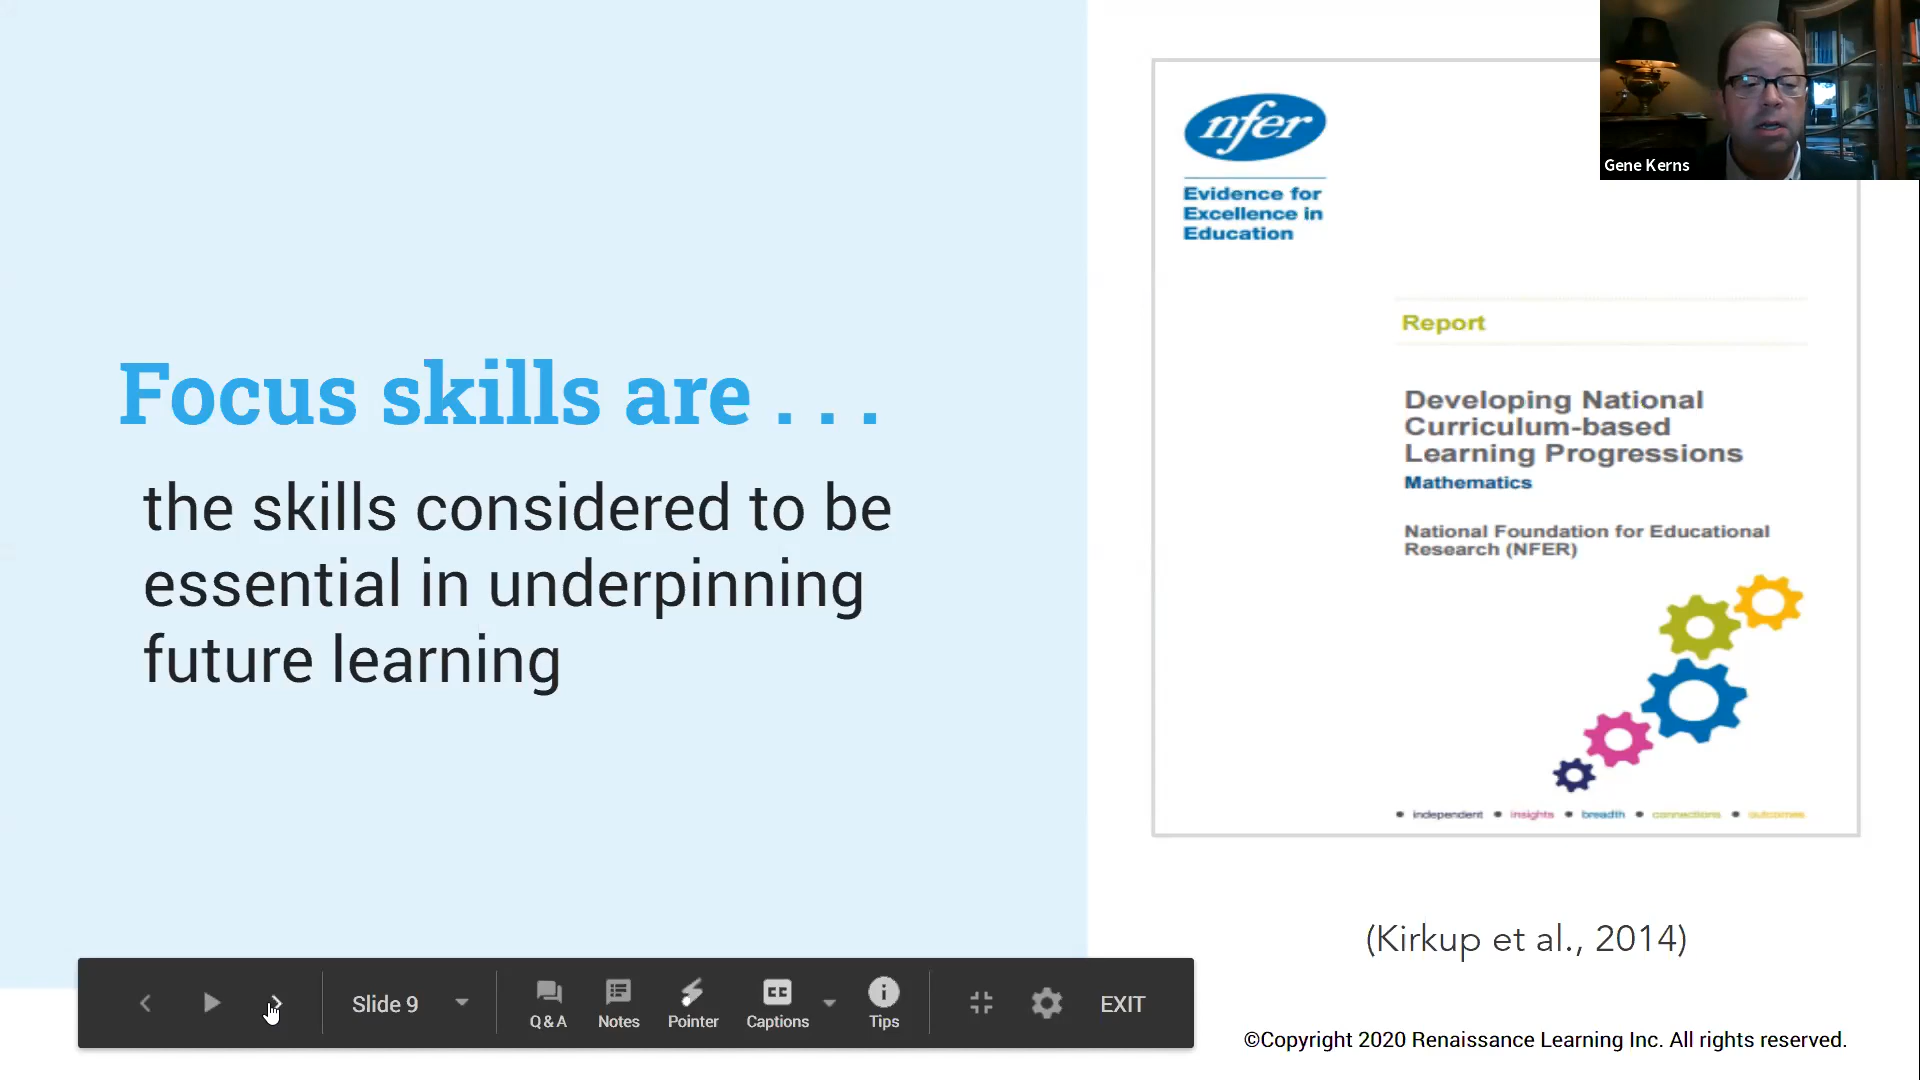 Focus skills are . . .
the skills considered to be
essential in underpinning
future learning
nfer
Evidence for
Excellence in
Education
Report
Developing National
Curriculum-based
Learning Progressions
Mathematics
National Foundation for Educational
Research (NFER)
• independent • insights • breadth • connections • outcomes
Gene Kerns
(Kirkup et al., 2014)
Slide 9
Q&A
Notes
Pointer
CC
Captions
Tips
EXIT
©Copyright 2020 Renaissance Learning Inc. All rights reserved.